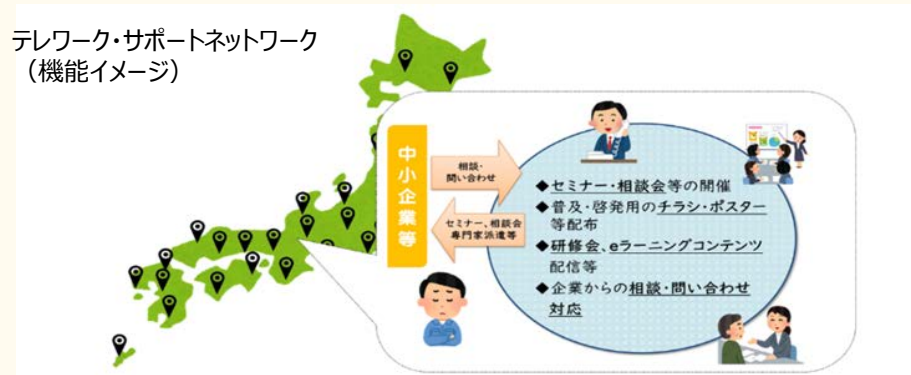 テレワーク・サポートネットワーク
（機能イメージ）
中小企業等
相談・
問い合わせ
セミナー、相談会
専門家派遣等
◆セミナー・相談会等の開催
◆普及・啓発用のチラシ・ポスター
等配布
◆研修会、eラーニングコンテンツ
配信等
◆企業からの相談・問い合わせ
対応